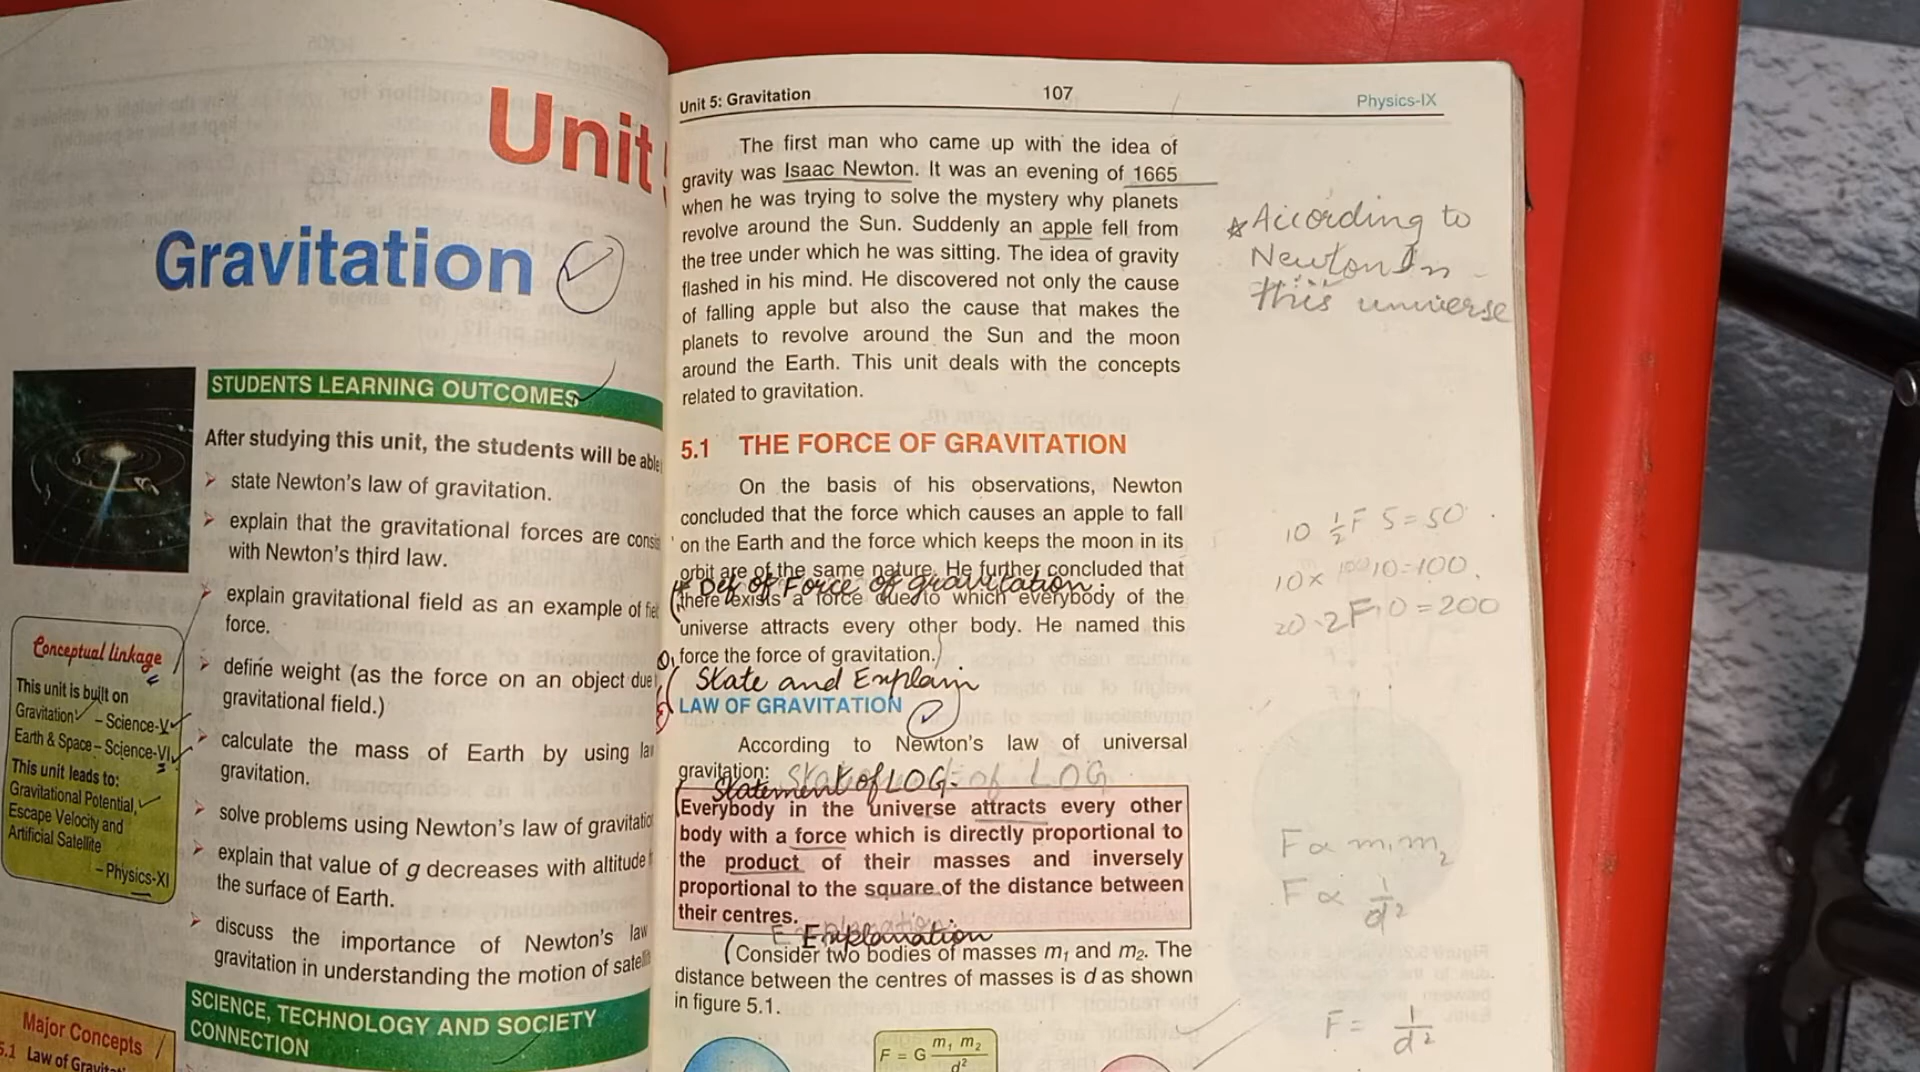 Unit
Gravitation
STUDENTS LEARNING OUTCOMES
After studying this unit, the students will be able
state Newton's law of gravitation.
explain that the gravitational forces are consis
with Newton's third law.
explain gravitational field as an example of fiel
force.
define weight (as the force on an object due
gravitational field.)
calculate the mass of Earth by using law
gravitation.
solve problems using Newton's law of gravitatio
explain that value of g decreases with altitude
the surface of Earth.
discuss the importance of Newton's law
gravitation in understanding the motion of satell
SCIENCE, TECHNOLOGY AND SOCIETY
CONNECTION
Conceptual linkage
This unit is built on
Gravitation – Science-V
Earth & Space – Science-VI
This unit leads to:
Gravitational Potential,
Escape Velocity and
Artificial Satellite
– Physics-XI
Major Concepts
5.1 Law of Gravitat
Unit 5: Gravitation 107 Physics-IX
The first man who came up with the idea of
gravity was Isaac Newton. It was an evening of 1665
when he was trying to solve the mystery why planets
revolve around the Sun. Suddenly an apple fell from
the tree under which he was sitting. The idea of gravity
flashed in his mind. He discovered not only the cause
of falling apple but also the cause that makes the
planets to revolve around the Sun and the moon
around the Earth. This unit deals with the concepts
related to gravitation.
5.1 THE FORCE OF GRAVITATION
On the basis of his observations, Newton
concluded that the force which causes an apple to fall
on the Earth and the force which keeps the moon in its
orbit are of the same nature. He further concluded that
* Def of Force of gravitation:
there exists a force due to which everybody of the
universe attracts every other body. He named this
force the force of gravitation.
State and Explain
LAW OF GRAVITATION
According to Newton's law of universal
gravitation: Statement of LOG
Statement of LOG:
Everybody in the universe attracts every other
body with a force which is directly proportional to
the product of their masses and inversely
proportional to the square of the distance between
their centres.
Explanation:
(Consider two bodies of masses m₁ and m₂. The
distance between the centres of masses is d as shown
in figure 5.1.
F = G m₁ m₂
d²
* According to
Newton In
this universe
10 ½F 5=50
10× 10=100
20 2F 10=200
F ∝ m₁m₂
F ∝ 1/d²
F = 1/d²